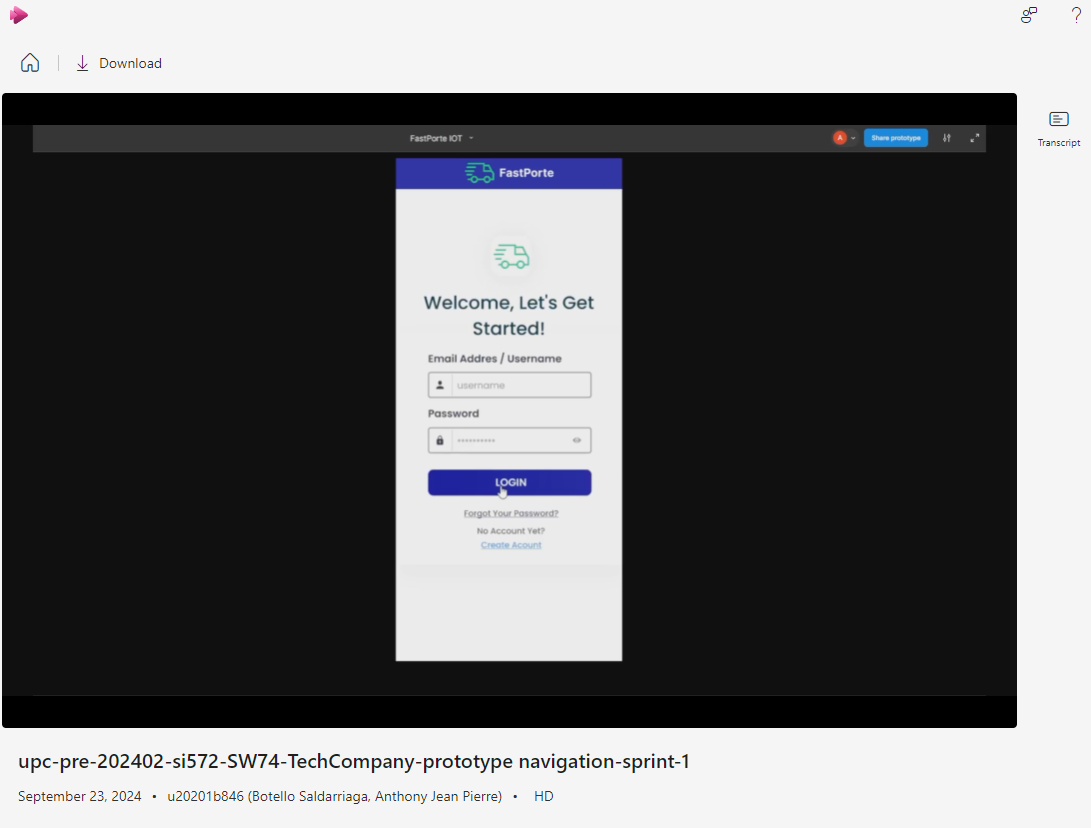 ?
Download
Transcript
FastPorte IOT
A
Share prototype
FastPorte
Welcome, Let's Get
Started!
Email Addres / Username
username
Password
LOGIN
Forgot Your Password?
No Account Yet?
Create Acount
upc-pre-202402-si572-SW74-TechCompany-prototype navigation-sprint-1
September 23, 2024 • u20201b846 (Botello Saldarriaga, Anthony Jean Pierre) • HD